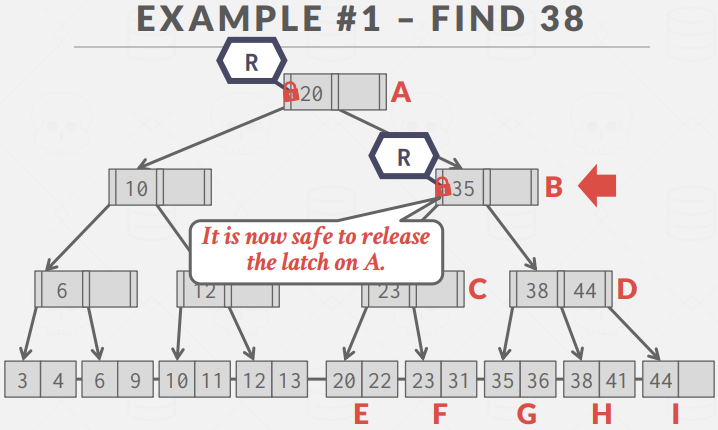 EXAMPLE #1 – FIND 38
R
20
A
R
10
35
B
It is now safe to release
the latch on A.
6
12
23
C
38 44
D
3 4 6 9 10 11 12 13 20 22 23 31 35 36 38 41 44
E F G H I